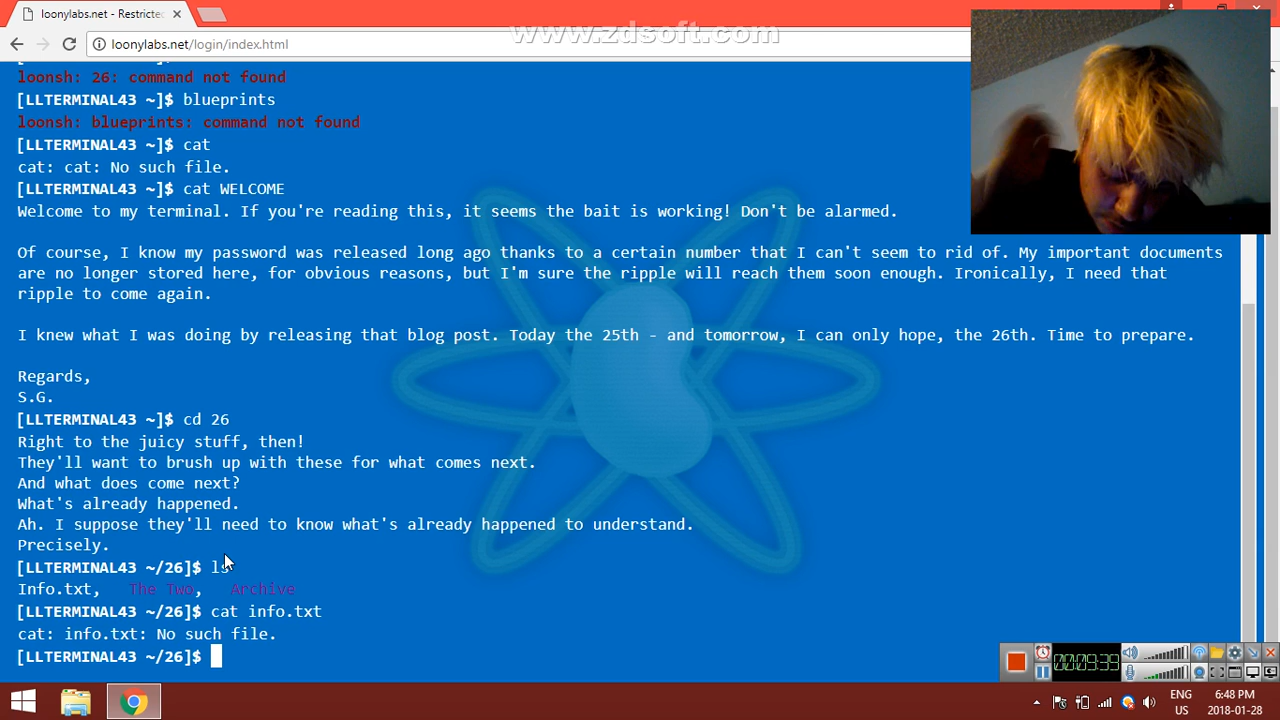 loonylabs.net - Restricted
loonylabs.net/login/index.html
www.zdsoft.com
loonsh: 26: command not found
[LLTERMINAL43 ~]$ blueprints
loonsh: blueprints: command not found
[LLTERMINAL43 ~]$ cat
cat: cat: No such file.
[LLTERMINAL43 ~]$ cat WELCOME
Welcome to my terminal. If you're reading this, it seems the bait is working! Don't be alarmed.
Of course, I know my password was released long ago thanks to a certain number that I can't seem to rid of. My important documents
are no longer stored here, for obvious reasons, but I'm sure the ripple will reach them soon enough. Ironically, I need that
ripple to come again.
I knew what I was doing by releasing that blog post. Today the 25th - and tomorrow, I can only hope, the 26th. Time to prepare.
Regards,
S.G.
[LLTERMINAL43 ~]$ cd 26
Right to the juicy stuff, then!
They'll want to brush up with these for what comes next.
And what does come next?
What's already happened.
Ah. I suppose they'll need to know what's already happened to understand.
Precisely.
[LLTERMINAL43 ~/26]$ ls
Info.txt, The Two, Archive
[LLTERMINAL43 ~/26]$ cat info.txt
cat: info.txt: No such file.
[LLTERMINAL43 ~/26]$
00:09:39
ENG 6:48 PM
US 2018-01-28